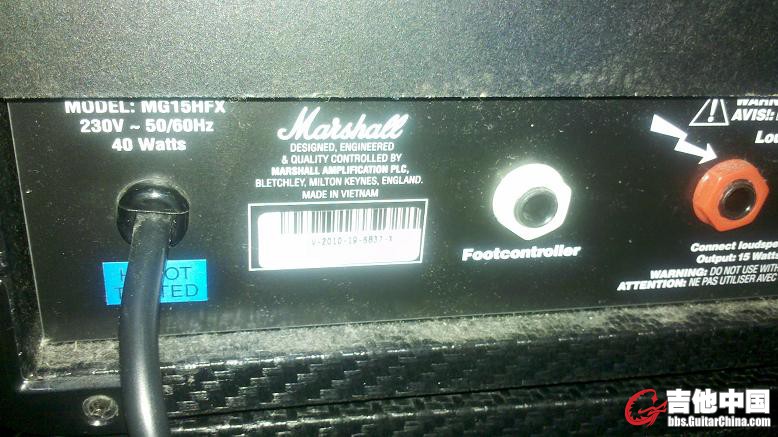 MODEL: MG15HFX
230V ~ 50/60Hz
40 Watts
Marshall
DESIGNED, ENGINEERED
& QUALITY CONTROLLED BY
MARSHALL AMPLIFICATION PLC,
BLETCHLEY, MILTON KEYNES, ENGLAND.
MADE IN VIETNAM
Footcontroller
AVIS!:
Connect loudsp
Output: 15 Watts
WARNING: DO NOT USE
ATTENTION: NE PAS UTILISER AVEC
吉他中国
bbs.GuitarChina.com